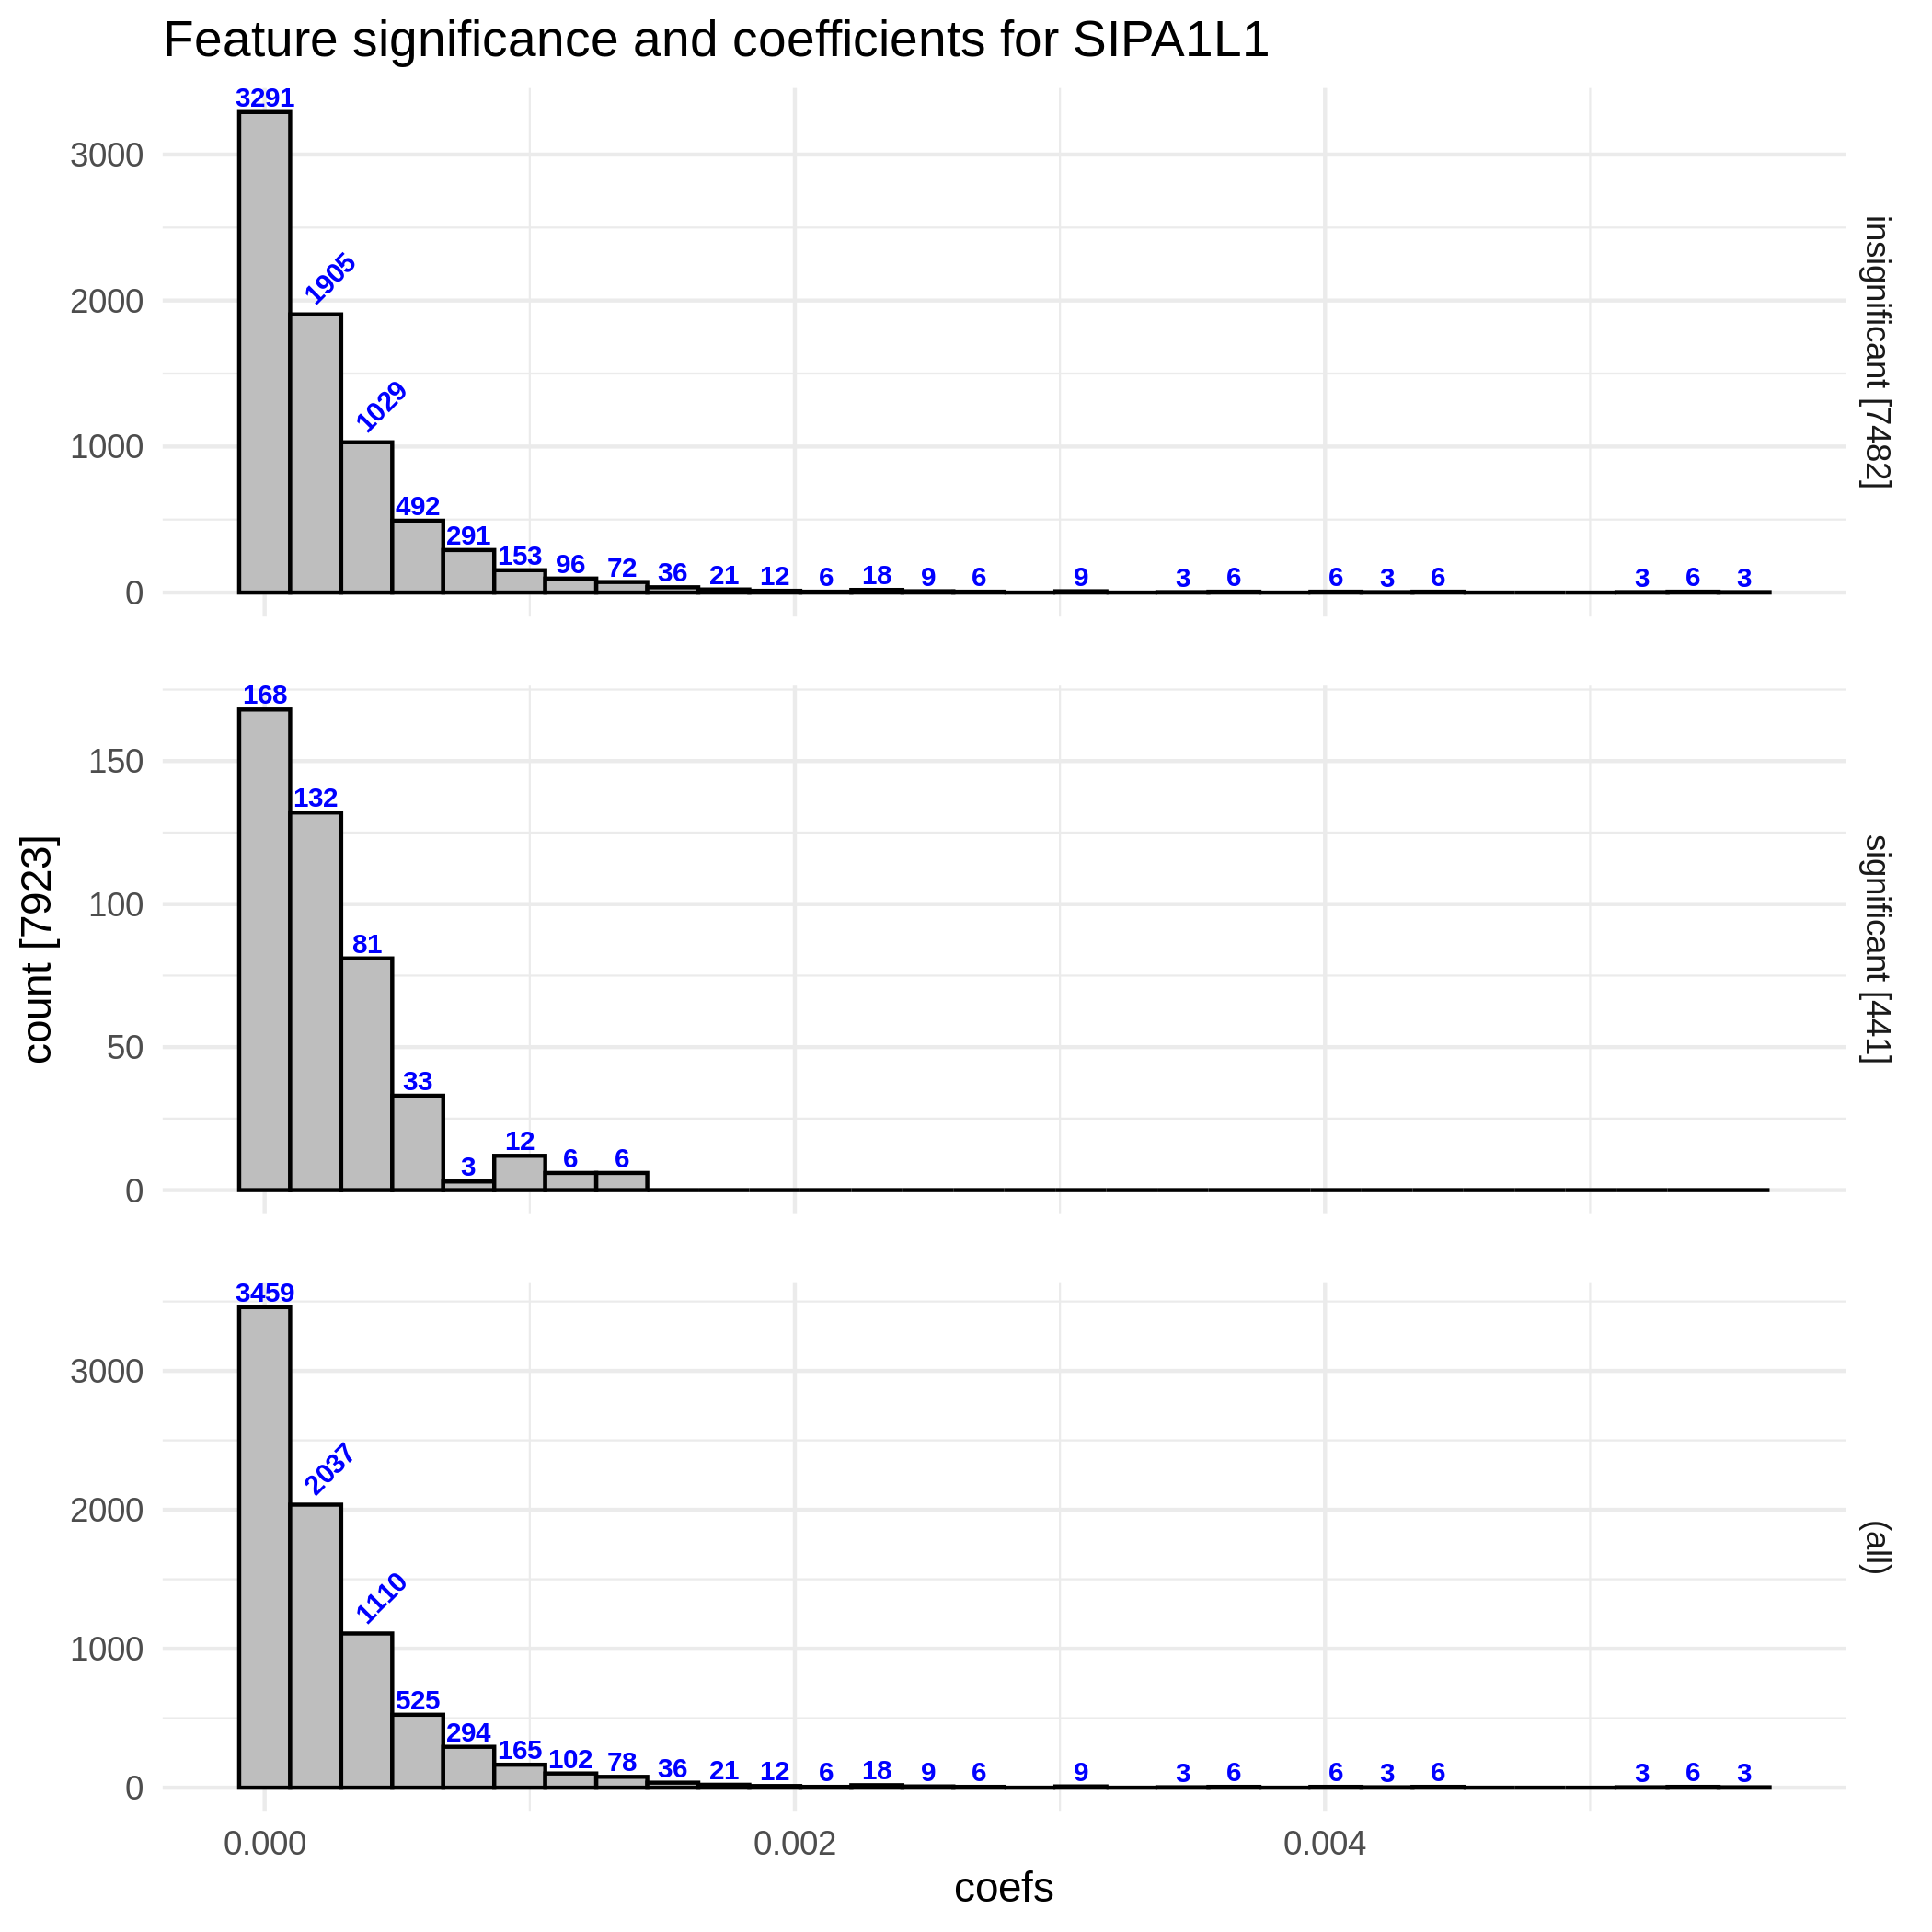 Feature significance and coefficients for SIPA1L1
3291
3000
1905
2000
1029
1000
492
291
153 96 72 36 21 12 6 18 9 6 9 3 6 6 3 6 3 6 3
0
insignificant [7482]
168
150
132
100
81
50
33
3 12 6 6
0
significant [441]
count [7923]
3459
3000
2037
2000
1110
1000
525
294
165 102 78 36 21 12 6 18 9 6 9 3 6 6 3 6 3 6 3
0
(all)
0.000 0.002 0.004
coefs